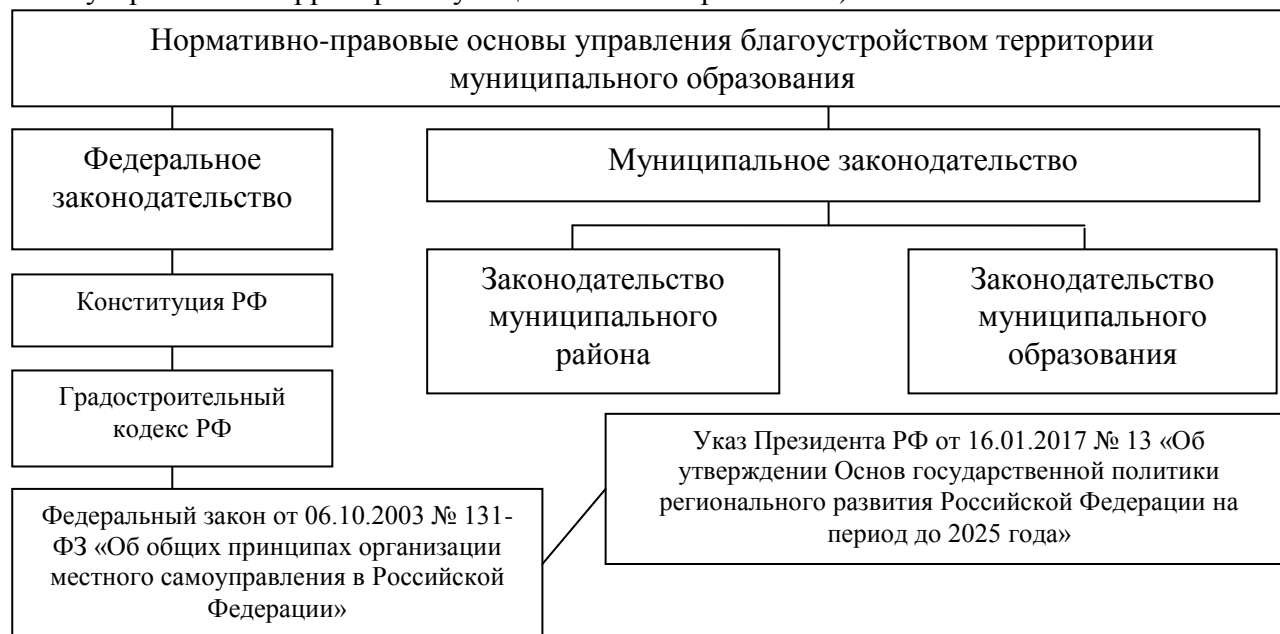 Нормативно-правовые основы управления благоустройством территории
муниципального образования
Федеральное
законодательство
Муниципальное законодательство
Конституция РФ
Законодательство
муниципального
района
Законодательство
муниципального
образования
Градостроительный
кодекс РФ
Указ Президента РФ от 16.01.2017 № 13 «Об
утверждении Основ государственной политики
регионального развития Российской Федерации на
период до 2025 года»
Федеральный закон от 06.10.2003 № 131-
ФЗ «Об общих принципах организации
местного самоуправления в Российской
Федерации»